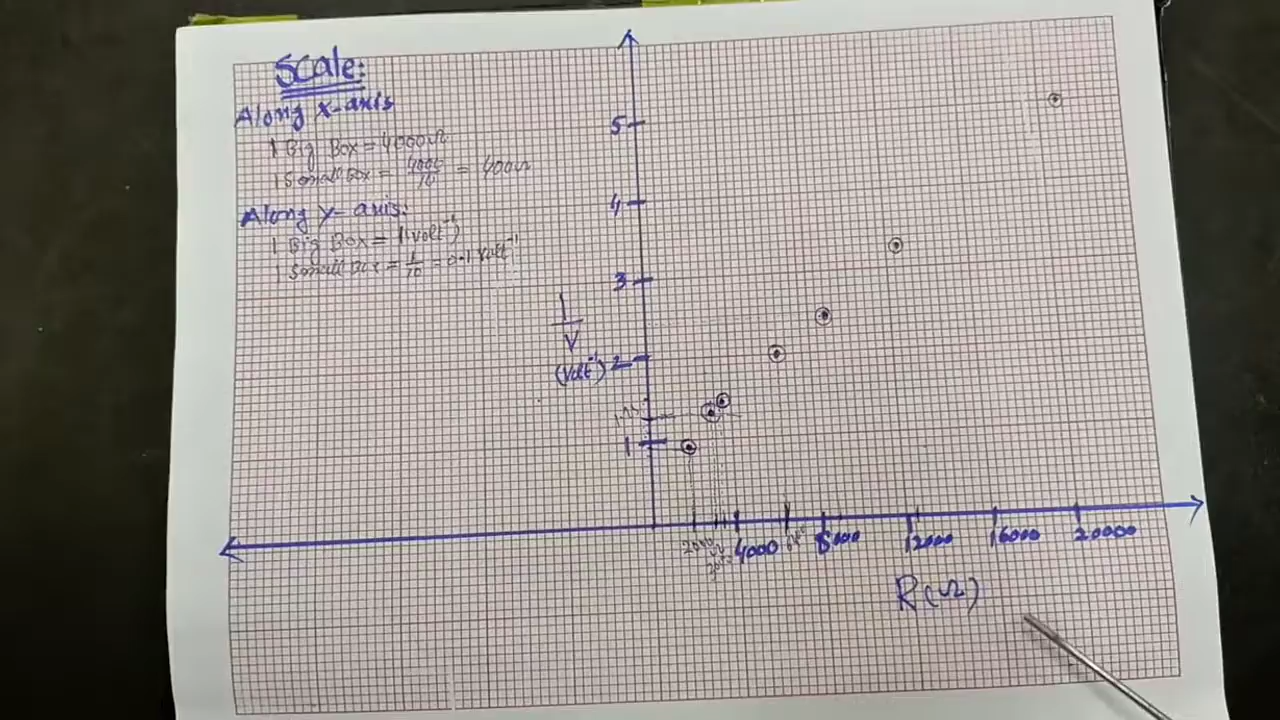 Scale:
Along x-axis
1 Big Box = 4000Ω
1 Small Box = 4000/10 = 400Ω
Along y-axis:
1 Big Box = 1 volt⁻¹
1 Small Box = 1/10 = 0.1 volt⁻¹
5
4
3
1/V
(Volt⁻¹)
2
1
2000
4000
8000
12000
16000
20000
R(Ω)